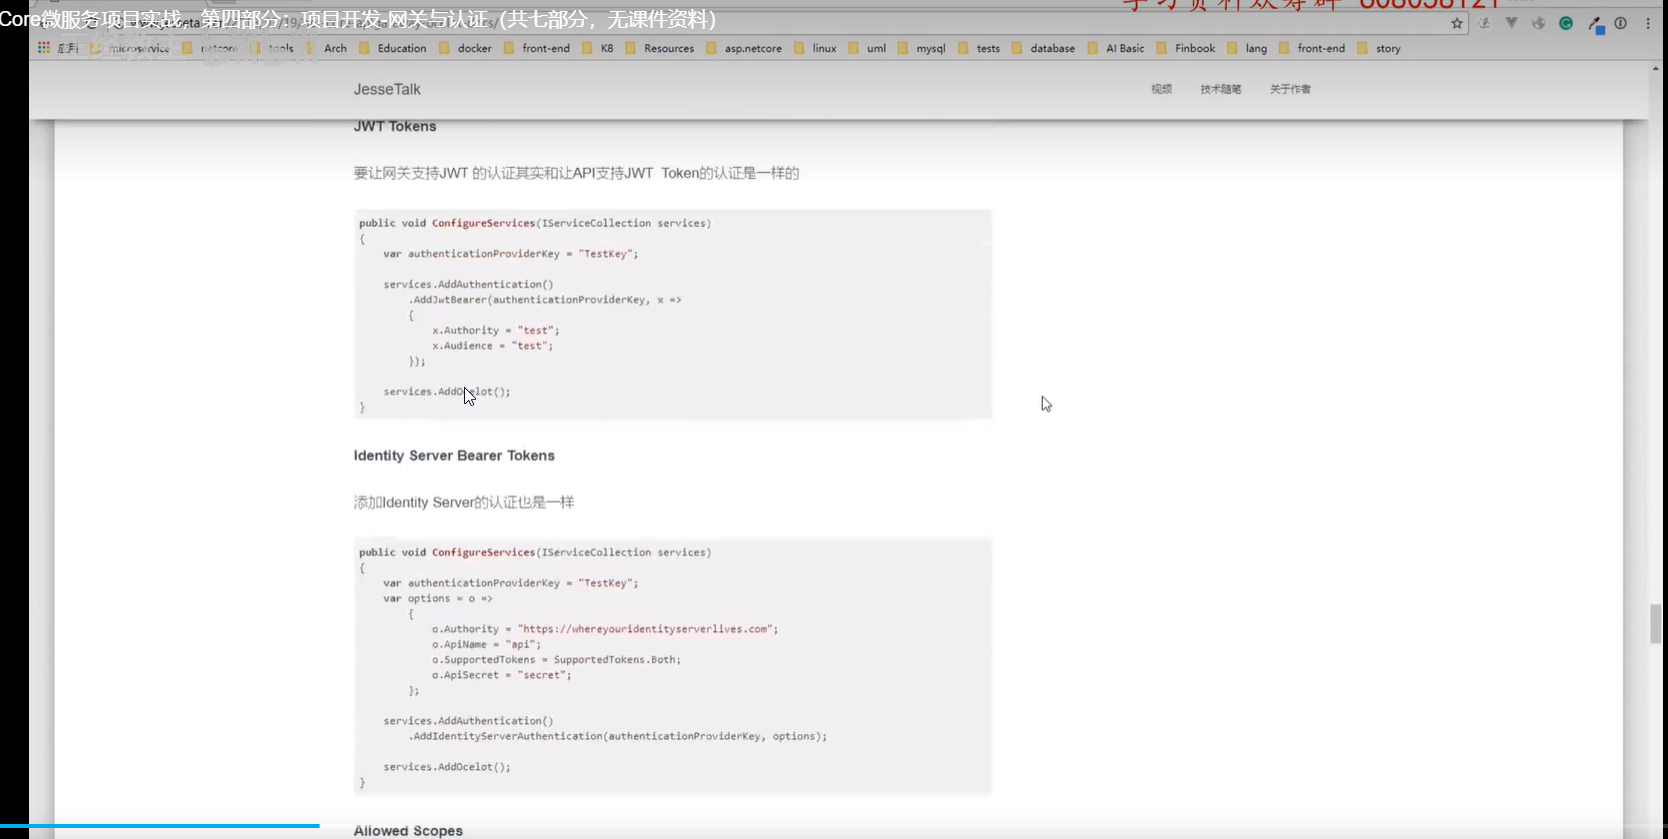 Core微服务项目实战，第四部分：项目开发-网关与认证（共七部分，无课件资料）
应用 microservice netcore tools Arch Education docker front-end K8 Resources asp.netcore linux uml mysql tests database AI Basic Finbook lang front-end story
JesseTalk 视频 技术随笔 关于作者
JWT Tokens
要让网关支持JWT 的认证其实和让API支持JWT Token的认证是一样的
public void ConfigureServices(IServiceCollection services)
{
var authenticationProviderKey = "TestKey";
services.AddAuthentication()
.AddJwtBearer(authenticationProviderKey, x =>
{
x.Authority = "test";
x.Audience = "test";
});
services.AddOcelot();
}
Identity Server Bearer Tokens
添加Identity Server的认证也是一样
public void ConfigureServices(IServiceCollection services)
{
var authenticationProviderKey = "TestKey";
var options = o =>
{
o.Authority = "https://whereyouridentityserverlives.com";
o.ApiName = "api";
o.SupportedTokens = SupportedTokens.Both;
o.ApiSecret = "secret";
};
services.AddAuthentication()
.AddIdentityServerAuthentication(authenticationProviderKey, options);
services.AddOcelot();
}
Allowed Scopes